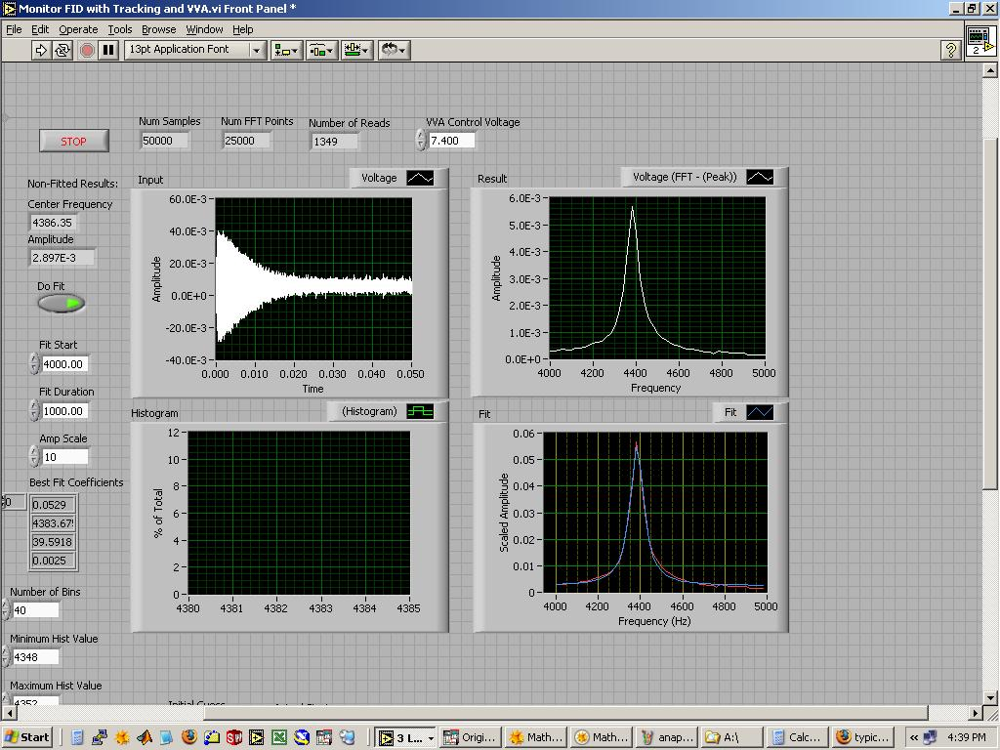 Monitor FID with Tracking and VVA.vi Front Panel *
File Edit Operate Tools Browse Window Help
13pt Application Font
2
Num Samples Num FFT Points Number of Reads VVA Control Voltage
STOP 50000 25000 1349 7.400
Non-Fitted Results:
Center Frequency
4386.35
Amplitude
2.897E-3
Do Fit
Fit Start
4000.00
Fit Duration
1000.00
Amp Scale
10
Best Fit Coefficients
0
0.0529
4383.67
39.5918
0.0025
Number of Bins
40
Minimum Hist Value
4348
Maximum Hist Value
4352
Input Voltage
60.0E-3
40.0E-3
20.0E-3
0.00E+0
-20.0E-3
-40.0E-3
Amplitude
0.000 0.010 0.020 0.030 0.040 0.050
Time
Result Voltage (FFT - (Peak))
6.0E-3
5.0E-3
4.0E-3
3.0E-3
2.0E-3
1.0E-3
0.0E+0
Amplitude
4000 4200 4400 4600 4800 5000
Frequency
Histogram (Histogram)
12
10
8
6
4
2
0
% of Total
4380 4381 4382 4383 4384 4385
Fit Fit
0.06
0.05
0.04
0.03
0.02
0.01
0
Scaled Amplitude
4000 4200 4400 4600 4800 5000
Frequency (Hz)
Initial Guess
Start 3 L... Origi... Math... Math... anap... A:\ Calc... typic... « 4:39 PM